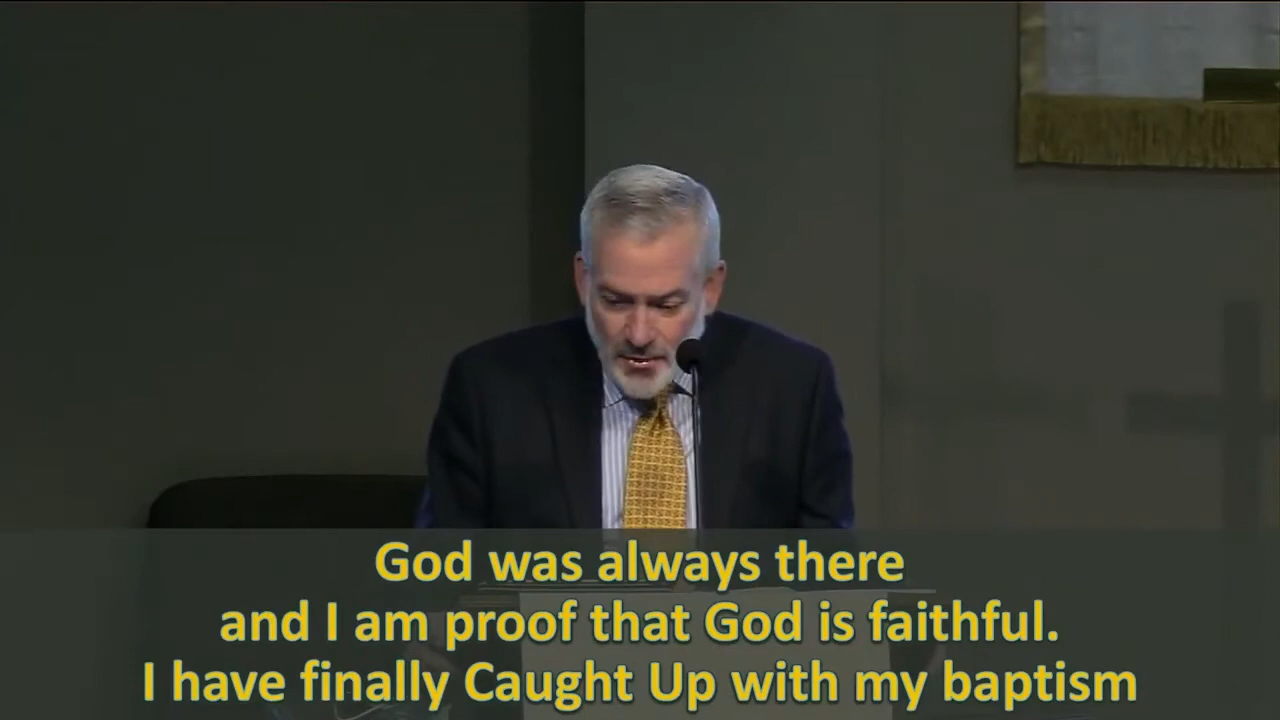 God was always there
and I am proof that God is faithful.
I have finally Caught Up with my baptism